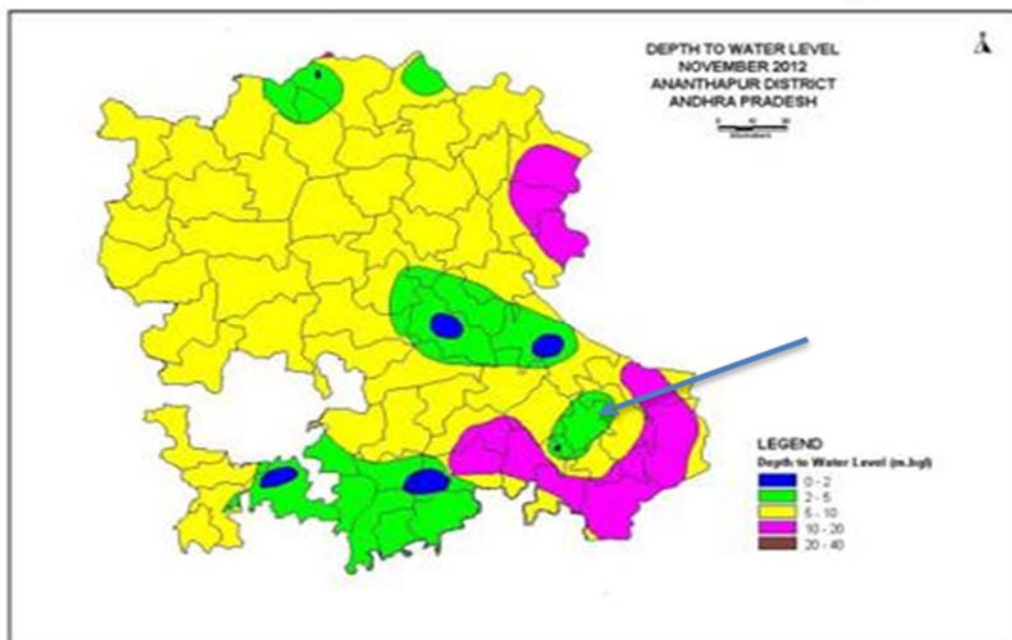 DEPTH TO WATER LEVEL
NOVEMBER 2012
ANANTHAPUR DISTRICT
ANDHRA PRADESH
LEGEND
Depth to Water Level (m.bgl)
0 - 2
2 - 5
5 - 10
10 - 20
20 - 40